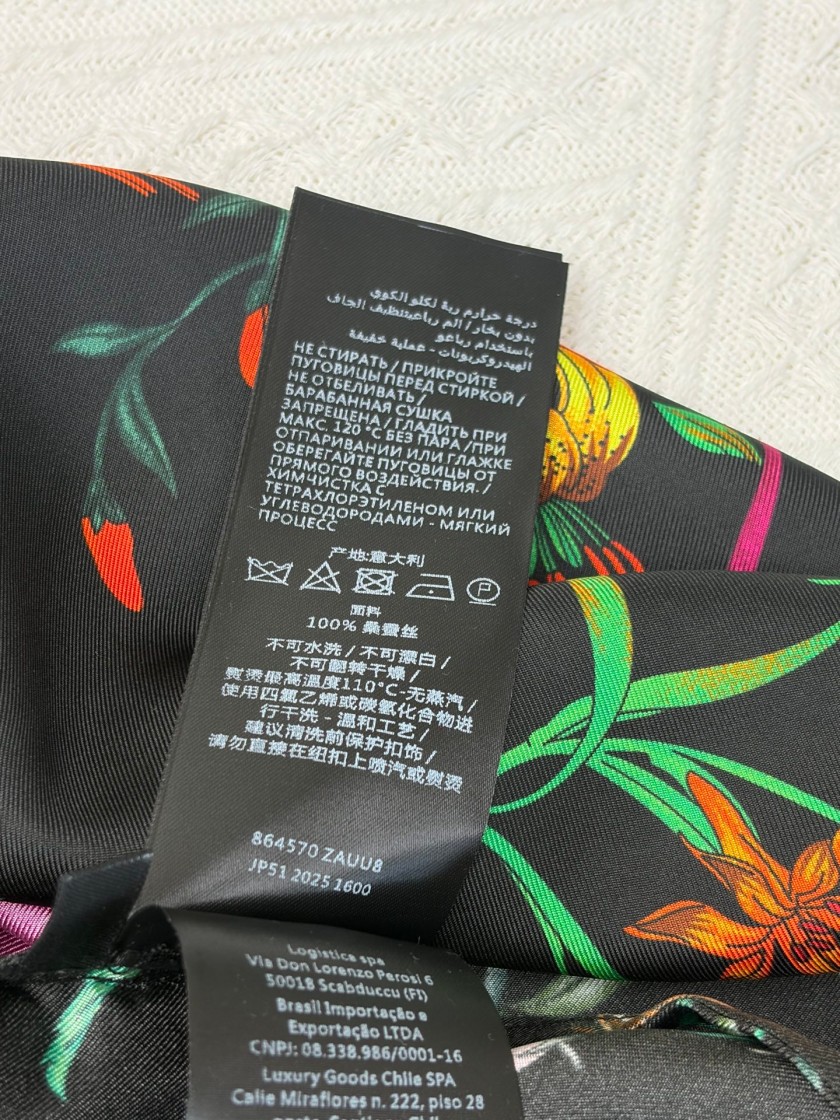 درجة حرارم ربة لكلو الكوي
بدون بخار / الم رباعيتنظيف الجاف
باستخدام رباعو
الهيدروكربونات - عملية خفيفة
НЕ СТИРАТЬ / ПРИКРОЙТЕ
ПУГОВИЦЫ ПЕРЕД СТИРКОЙ /
НЕ ОТБЕЛИВАТЬ /
БАРАБАННАЯ СУШКА
ЗАПРЕЩЕНА / ГЛАДИТЬ ПРИ
МАКС. 120 °C БЕЗ ПАРА / ПРИ
ОТПАРИВАНИИ ИЛИ ГЛАЖКЕ
ОБЕРЕГАЙТЕ ПУГОВИЦЫ ОТ
ПРЯМОГО ВОЗДЕЙСТВИЯ. /
ХИМЧИСТКА С
ТЕТРАХЛОРЭТИЛЕНОМ ИЛИ
УГЛЕВОДОРОДАМИ - МЯГКИЙ
ПРОЦЕСС
产地:意大利
P
面料
100% 桑蚕丝
不可水洗 / 不可漂白 /
不可翻转干燥 /
熨烫最高温度110°C-无蒸汽 /
使用四氯乙烯或碳氢化合物进
行干洗 - 温和工艺 /
建议清洗前保护扣饰 /
请勿直接在纽扣上喷汽或熨烫
864570 ZAUU8
JP51 2025 1600
Logistica spa
Via Don Lorenzo Perosi 6
50018 Scabduccu (FI)
Brasil Importação e
Exportação LTDA
CNPJ: 08.338.986/0001-16
Luxury Goods Chile SPA
Calle Miraflores n. 222, piso 28